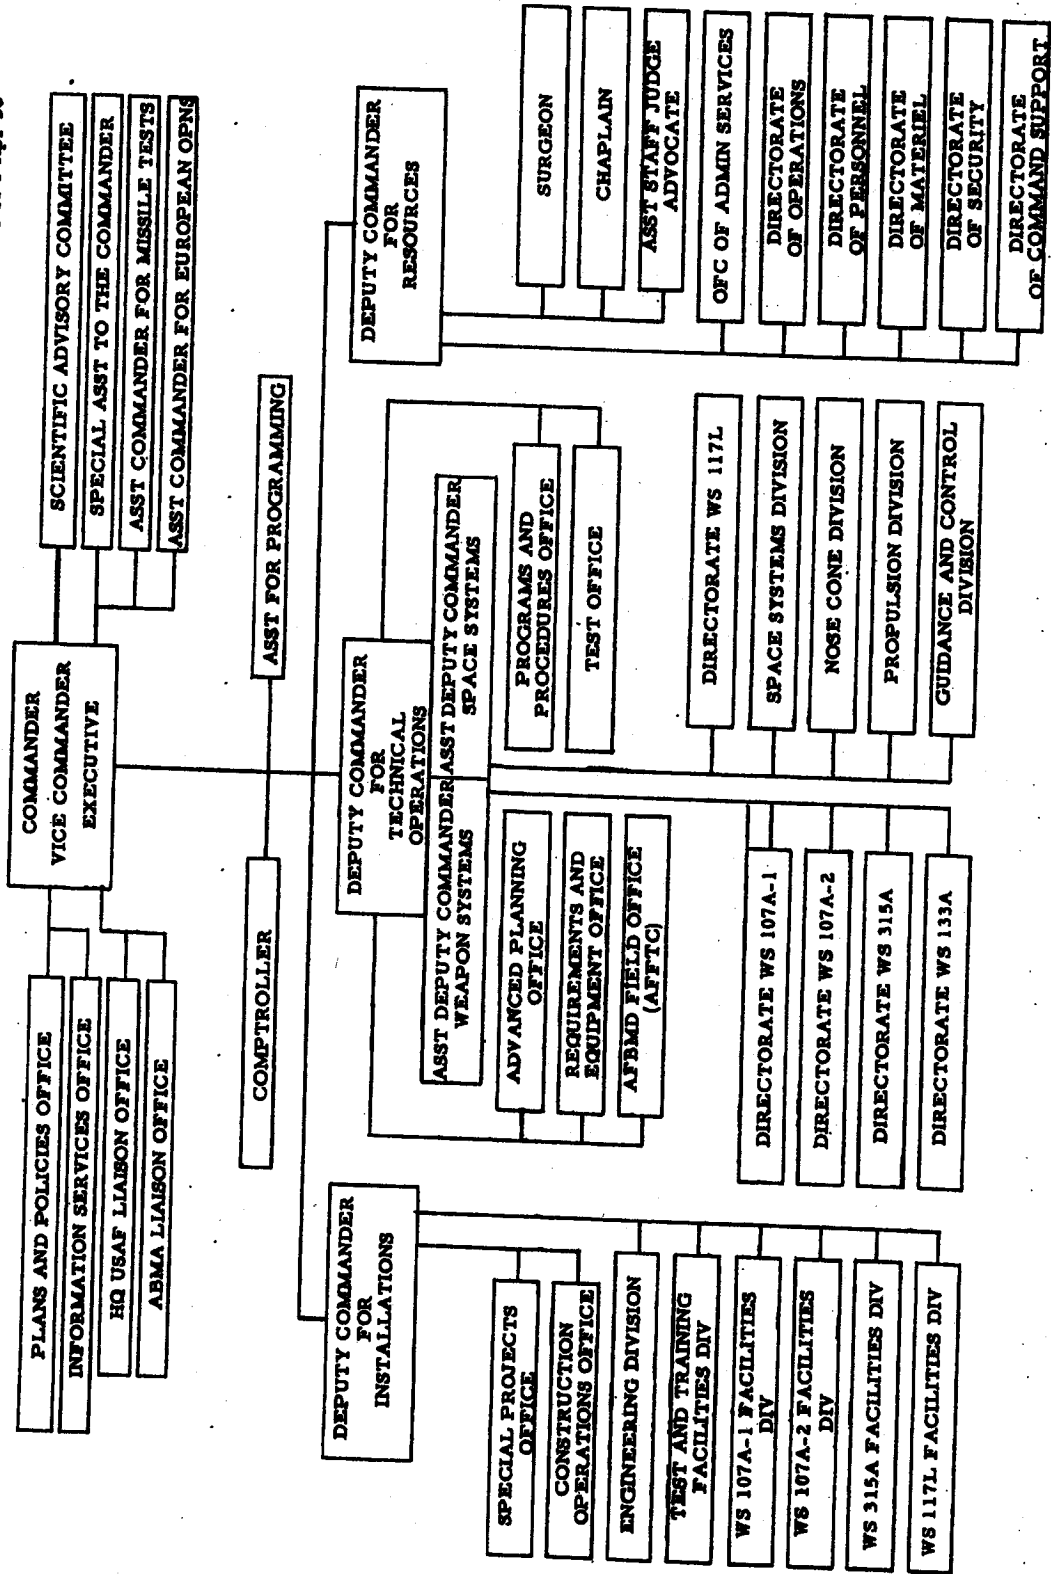 SCIENTIFIC ADVISORY COMMITTEE
SPECIAL ASST TO THE COMMANDER
ASST COMMANDER FOR MISSILE TESTS
ASST COMMANDER FOR EUROPEAN OPNS
COMMANDER
VICE COMMANDER
EXECUTIVE
PLANS AND POLICIES OFFICE
INFORMATION SERVICES OFFICE
HQ USAF LIAISON OFFICE
ABMA LIAISON OFFICE
COMPTROLLER
ASST FOR PROGRAMMING
DEPUTY COMMANDER
FOR
INSTALLATIONS
SPECIAL PROJECTS
OFFICE
CONSTRUCTION
OPERATIONS OFFICE
ENGINEERING DIVISION
TEST AND TRAINING
FACILITIES DIV
WS 107A-1 FACILITIES
DIV
WS 107A-2 FACILITIES
DIV
WS 315A FACILITIES DIV
WS 117L FACILITIES DIV
DEPUTY COMMANDER
FOR
TECHNICAL
OPERATIONS
ASST DEPUTY COMMANDER
WEAPON SYSTEMS
ASST DEPUTY COMMANDER
SPACE SYSTEMS
ADVANCED PLANNING
OFFICE
REQUIREMENTS AND
EQUIPMENT OFFICE
AFBMD FIELD OFFICE
(AFFTC)
PROGRAMS AND
PROCEDURES OFFICE
TEST OFFICE
DIRECTORATE WS 107A-1
DIRECTORATE WS 107A-2
DIRECTORATE WS 315A
DIRECTORATE WS 133A
DIRECTORATE WS 117L
SPACE SYSTEMS DIVISION
NOSE CONE DIVISION
PROPULSION DIVISION
GUIDANCE AND CONTROL
DIVISION
DEPUTY COMMANDER
FOR
RESOURCES
SURGEON
CHAPLAIN
ASST STAFF JUDGE
ADVOCATE
OFC OF ADMIN SERVICES
DIRECTORATE
OF OPERATIONS
DIRECTORATE
OF PERSONNEL
DIRECTORATE
OF MATERIEL
DIRECTORATE
OF SECURITY
DIRECTORATE
OF COMMAND SUPPORT